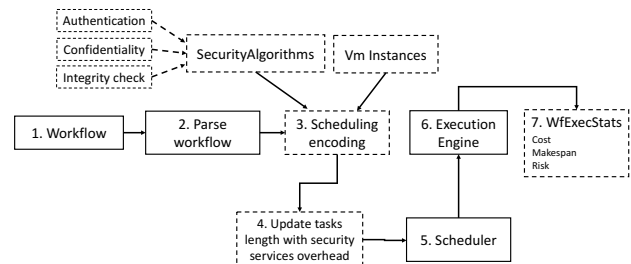 Authentication
Confidentiality
Integrity check
SecurityAlgorithms
Vm Instances
1. Workflow
2. Parse
workflow
3. Scheduling
encoding
6. Execution
Engine
7. WfExecStats
Cost
Makespan
Risk
4. Update tasks
length with security
services overhead
5. Scheduler